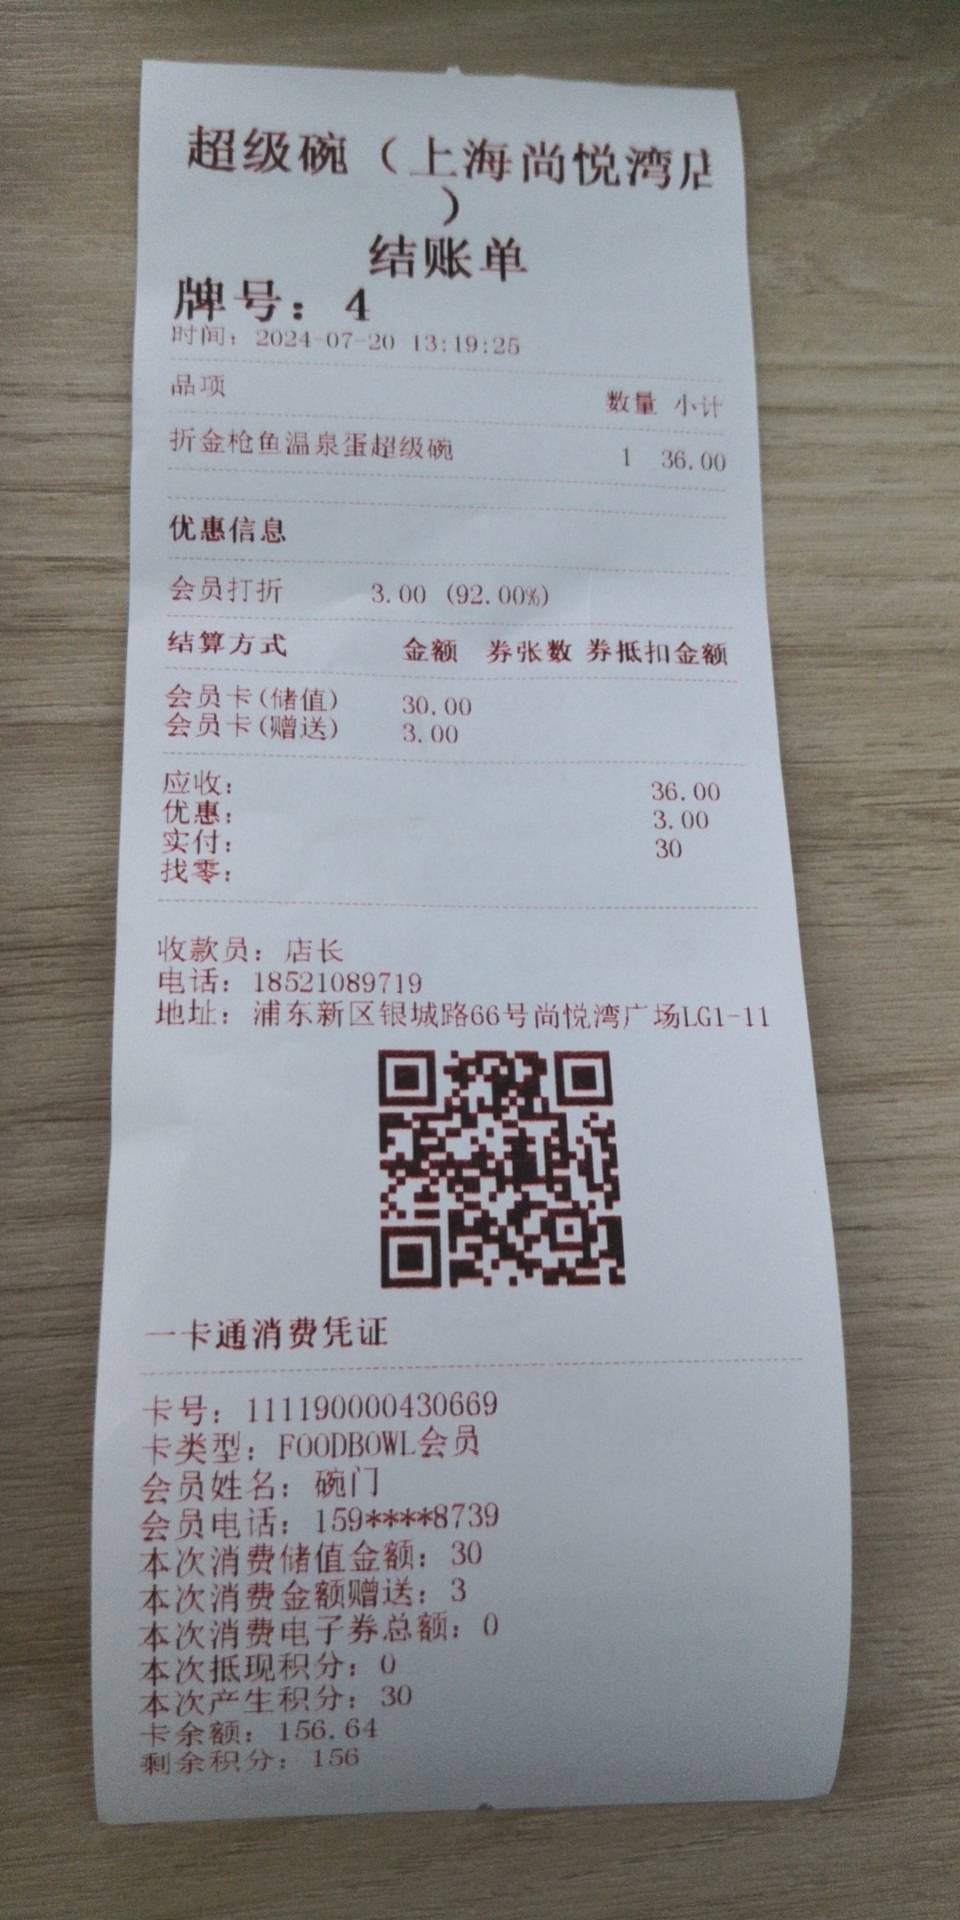 超级碗（上海尚悦湾店
）
结账单
牌号：4
时间：2024-07-20 13:19:25
品项 数量 小计
折金枪鱼温泉蛋超级碗 1 36.00
优惠信息
会员打折 3.00 (92.00%)
结算方式 金额 券张数 券抵扣金额
会员卡(储值) 30.00
会员卡(赠送) 3.00
应收： 36.00
优惠： 3.00
实付： 30
找零：
收款员：店长
电话：18521089719
地址：浦东新区银城路66号尚悦湾广场LG1-11
一卡通消费凭证
卡号：111190000430669
卡类型：FOODBOWL会员
会员姓名：碗门
会员电话：159****8739
本次消费储值金额：30
本次消费金额赠送：3
本次消费电子券总额：0
本次抵现积分：0
本次产生积分：30
卡余额：156.64
剩余积分：156